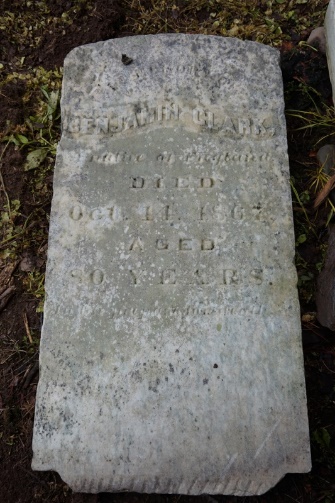 BENJAMIN CLARK.
Native of England
DIED
Oct. 11, 1867.
AGED
80 YEARS.